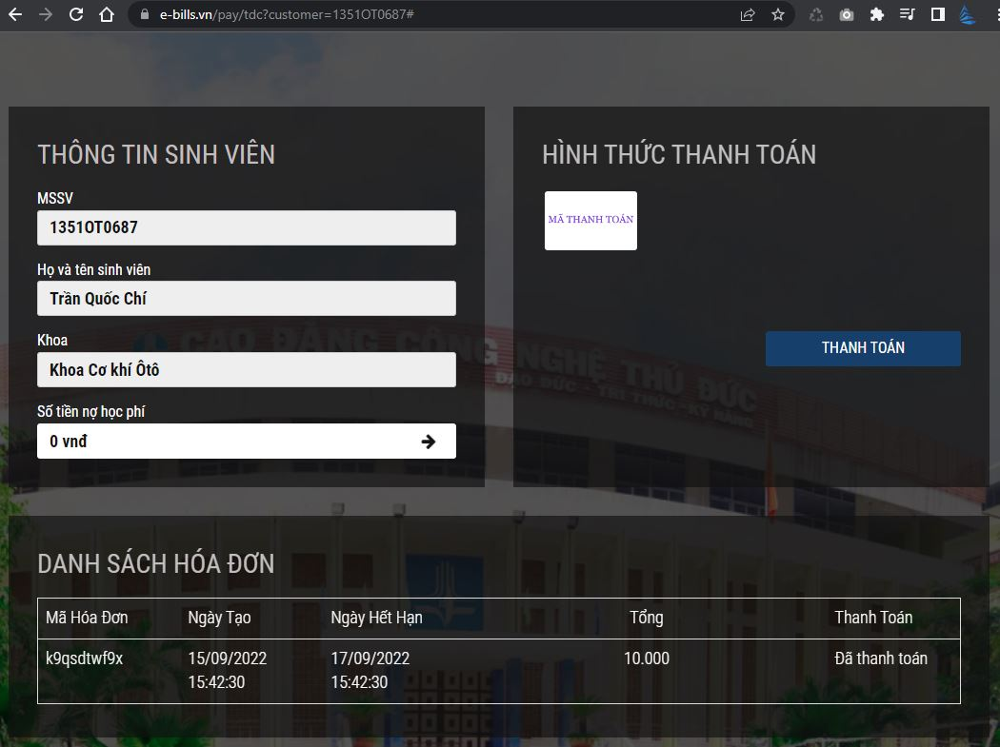 e-bills.vn/pay/tdc?customer=1351OT0687#
THÔNG TIN SINH VIÊN
MSSV
1351OT0687
Họ và tên sinh viên
Trần Quốc Chí
Khoa
Khoa Cơ khí Ôtô
Số tiền nợ học phí
0 vnđ
HÌNH THỨC THANH TOÁN
MÃ THANH TOÁN
THANH TOÁN
CAO ĐẲNG CÔNG NGHỆ THỦ ĐỨC
ĐẠO ĐỨC - TRI THỨC - KỸ NĂNG
DANH SÁCH HÓA ĐƠN
Mã Hóa Đơn Ngày Tạo Ngày Hết Hạn Tổng Thanh Toán
k9qsdtwf9x 15/09/2022 17/09/2022 10.000 Đã thanh toán
15:42:30 15:42:30